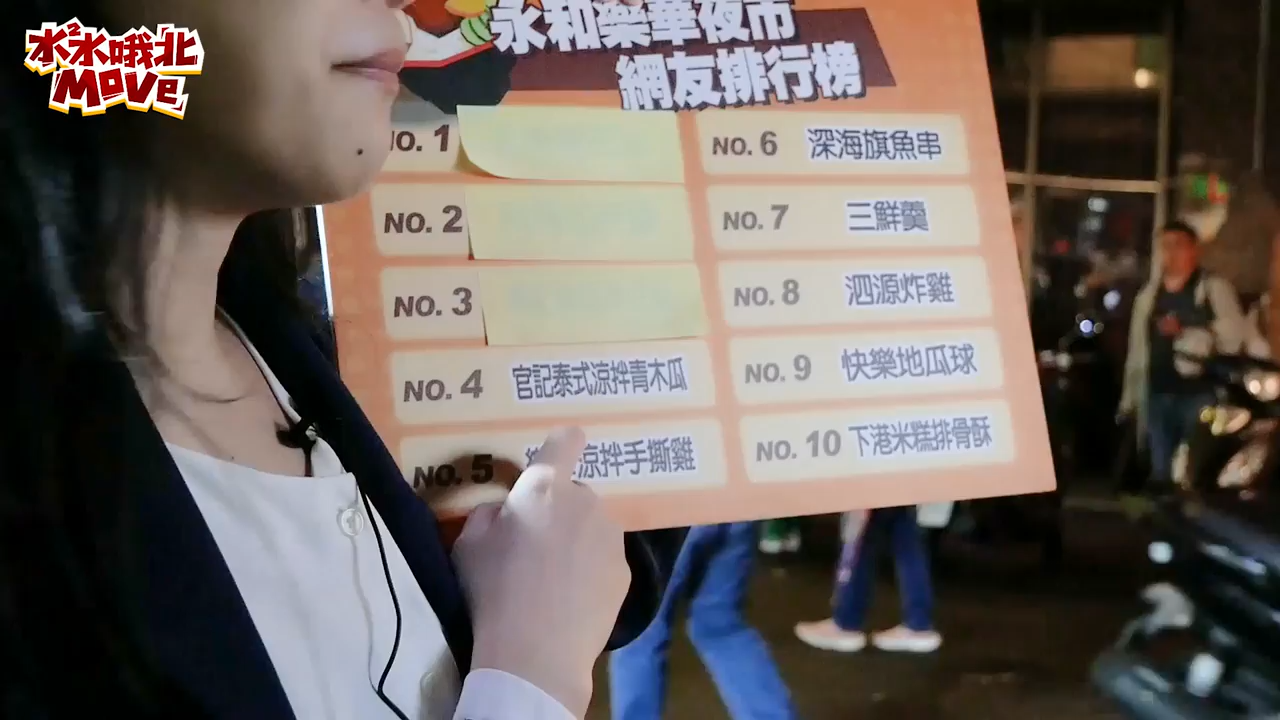 水水哦北
MOVE
永和樂華夜市
網友排行榜
NO. 1
NO. 2
NO. 3
NO. 4 官記泰式涼拌青木瓜
NO. 5 涼拌手撕雞
NO. 6 深海旗魚串
NO. 7 三鮮羹
NO. 8 泗源炸雞
NO. 9 快樂地瓜球
NO. 10 下港米糕排骨酥